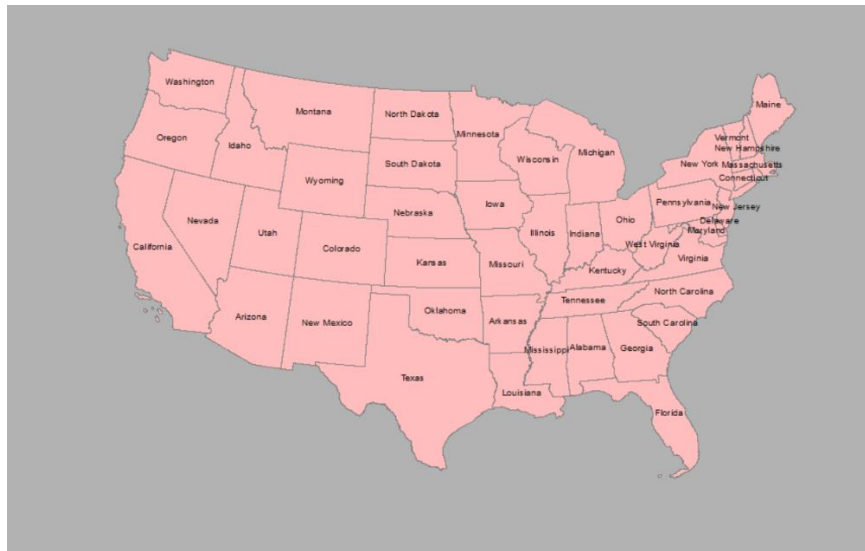 Washington
Montana
North Dakota
Minnesota
Maine
Oregon
Idaho
Vermont
New Hampshire
South Dakota
Wisconsin
Michigan
New York
Massachusetts
Wyoming
Connecticut
Iowa
Pennsylvania
New Jersey
Nebraska
Nevada
Ohio
Delaware
Utah
Illinois
Indiana
Maryland
California
Colorado
West Virginia
Virginia
Kansas
Missouri
Kentucky
North Carolina
Tennessee
Oklahoma
Arizona
New Mexico
Arkansas
South Carolina
Mississippi
Alabama
Georgia
Texas
Louisiana
Florida